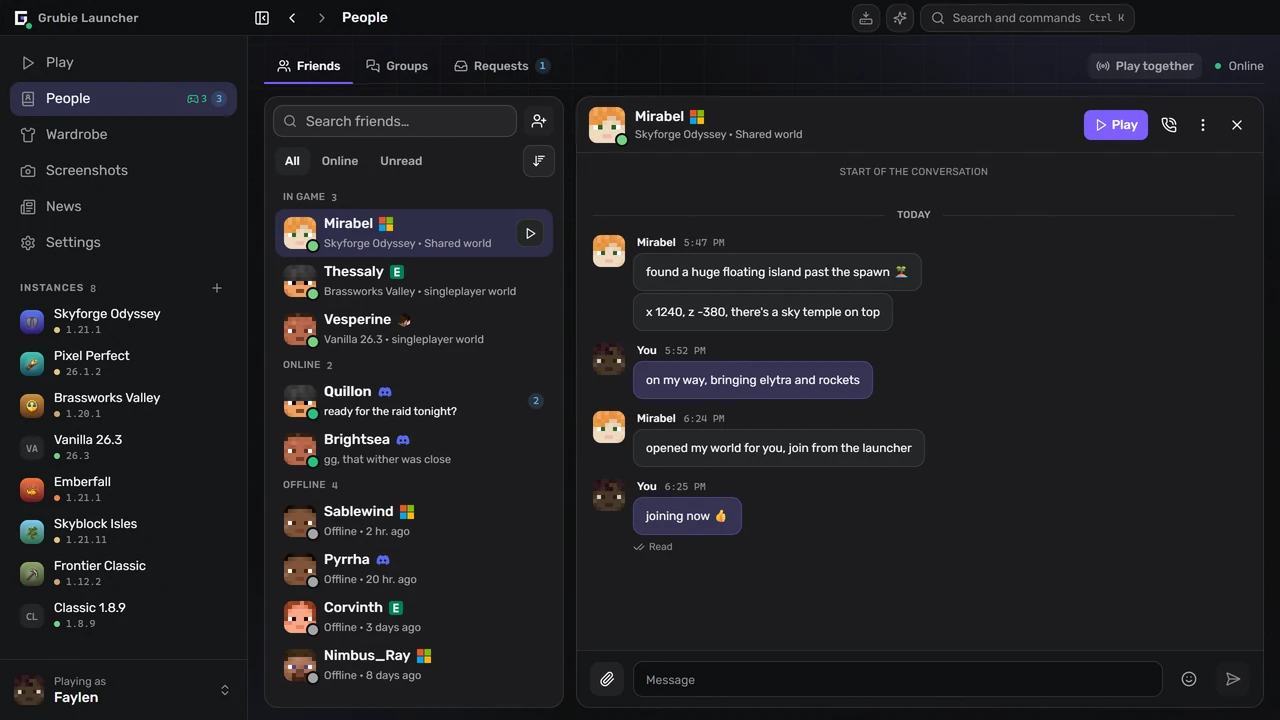 Grubie Launcher
People
Search and commands Ctrl K
Play
People 3 3
Wardrobe
Screenshots
News
Settings
INSTANCES 8
Skyforge Odyssey
1.21.1
Pixel Perfect
26.1.2
Brassworks Valley
1.20.1
VA
Vanilla 26.3
26.3
Emberfall
1.21.1
Skyblock Isles
1.21.11
Frontier Classic
1.12.2
CL
Classic 1.8.9
1.8.9
Playing as
Faylen
Friends
Groups
Requests 1
Play together
Online
Search friends...
All
Online
Unread
IN GAME 3
Mirabel
Skyforge Odyssey • Shared world
Thessaly E
Brassworks Valley • singleplayer world
Vesperine
Vanilla 26.3 • singleplayer world
ONLINE 2
Quillon
ready for the raid tonight?
2
Brightsea
gg, that wither was close
OFFLINE 4
Sablewind
Offline • 2 hr. ago
Pyrrha
Offline • 20 hr. ago
Corvinth E
Offline • 3 days ago
Nimbus_Ray
Offline • 8 days ago
Mirabel
Skyforge Odyssey • Shared world
Play
START OF THE CONVERSATION
TODAY
Mirabel 5:47 PM
found a huge floating island past the spawn 🏝️
x 1240, z -380, there's a sky temple on top
You 5:52 PM
on my way, bringing elytra and rockets
Mirabel 6:24 PM
opened my world for you, join from the launcher
You 6:25 PM
joining now 👍
Read
Message